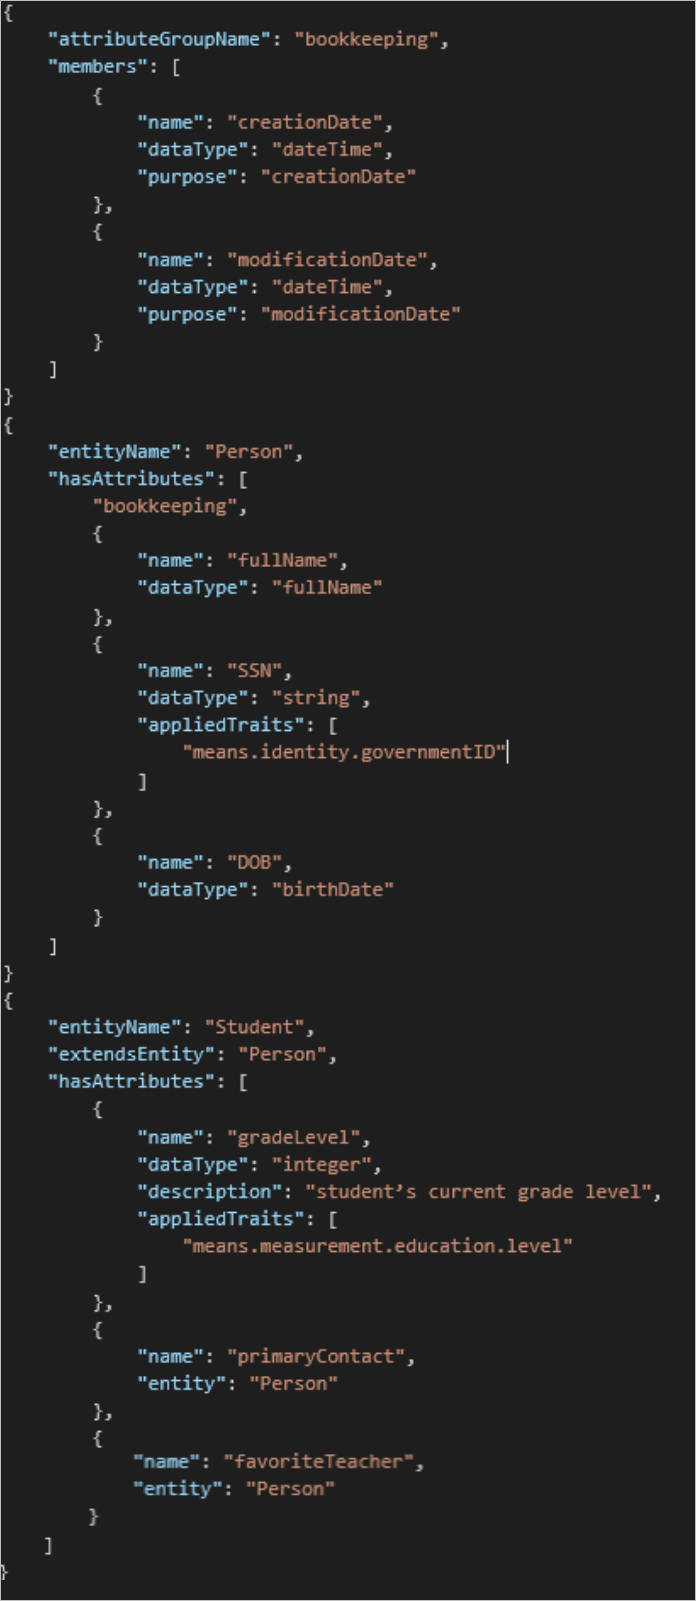 {
    "attributeGroupName": "bookkeeping",
    "members": [
        {
            "name": "creationDate",
            "dataType": "dateTime",
            "purpose": "creationDate"
        },
        {
            "name": "modificationDate",
            "dataType": "dateTime",
            "purpose": "modificationDate"
        }
    ]
}
{
    "entityName": "Person",
    "hasAttributes": [
        "bookkeeping",
        {
            "name": "fullName",
            "dataType": "fullName"
        },
        {
            "name": "SSN",
            "dataType": "string",
            "appliedTraits": [
                "means.identity.governmentID"
            ]
        },
        {
            "name": "DOB",
            "dataType": "birthDate"
        }
    ]
}
{
    "entityName": "Student",
    "extendsEntity": "Person",
    "hasAttributes": [
        {
            "name": "gradeLevel",
            "dataType": "integer",
            "description": "student’s current grade level",
            "appliedTraits": [
                "means.measurement.education.level"
            ]
        },
        {
            "name": "primaryContact",
            "entity": "Person"
        },
        {
            "name": "favoriteTeacher",
            "entity": "Person"
        }
    ]
}